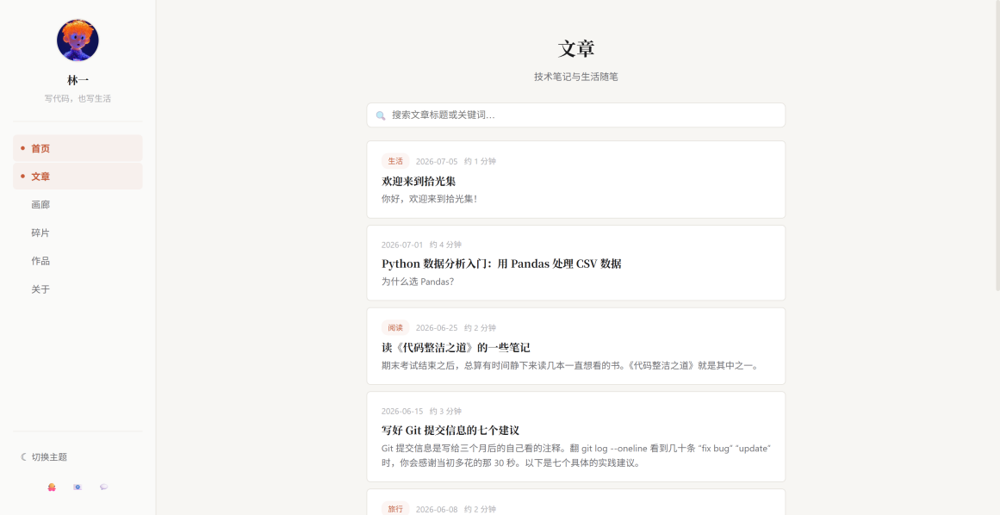 林一
写代码，也写生活
首页
文章
画廊
碎片
作品
关于
切换主题
文章
技术笔记与生活随笔
搜索文章标题或关键词…
生活 2026-07-05 约 1 分钟
欢迎来到拾光集
你好，欢迎来到拾光集！
2026-07-01 约 4 分钟
Python 数据分析入门：用 Pandas 处理 CSV 数据
为什么选 Pandas？
阅读 2026-06-25 约 2 分钟
读《代码整洁之道》的一些笔记
期末考试结束之后，总算有时间静下来读几本一直想看的书。《代码整洁之道》就是其中之一。
2026-06-15 约 3 分钟
写好 Git 提交信息的七个建议
Git 提交信息是写给三个月后的自己看的注释。翻 git log --oneline 看到几十条 “fix bug” “update”
时，你会感谢当初多花的那 30 秒。以下是七个具体的实践建议。
旅行 2026-06-08 约 2 分钟